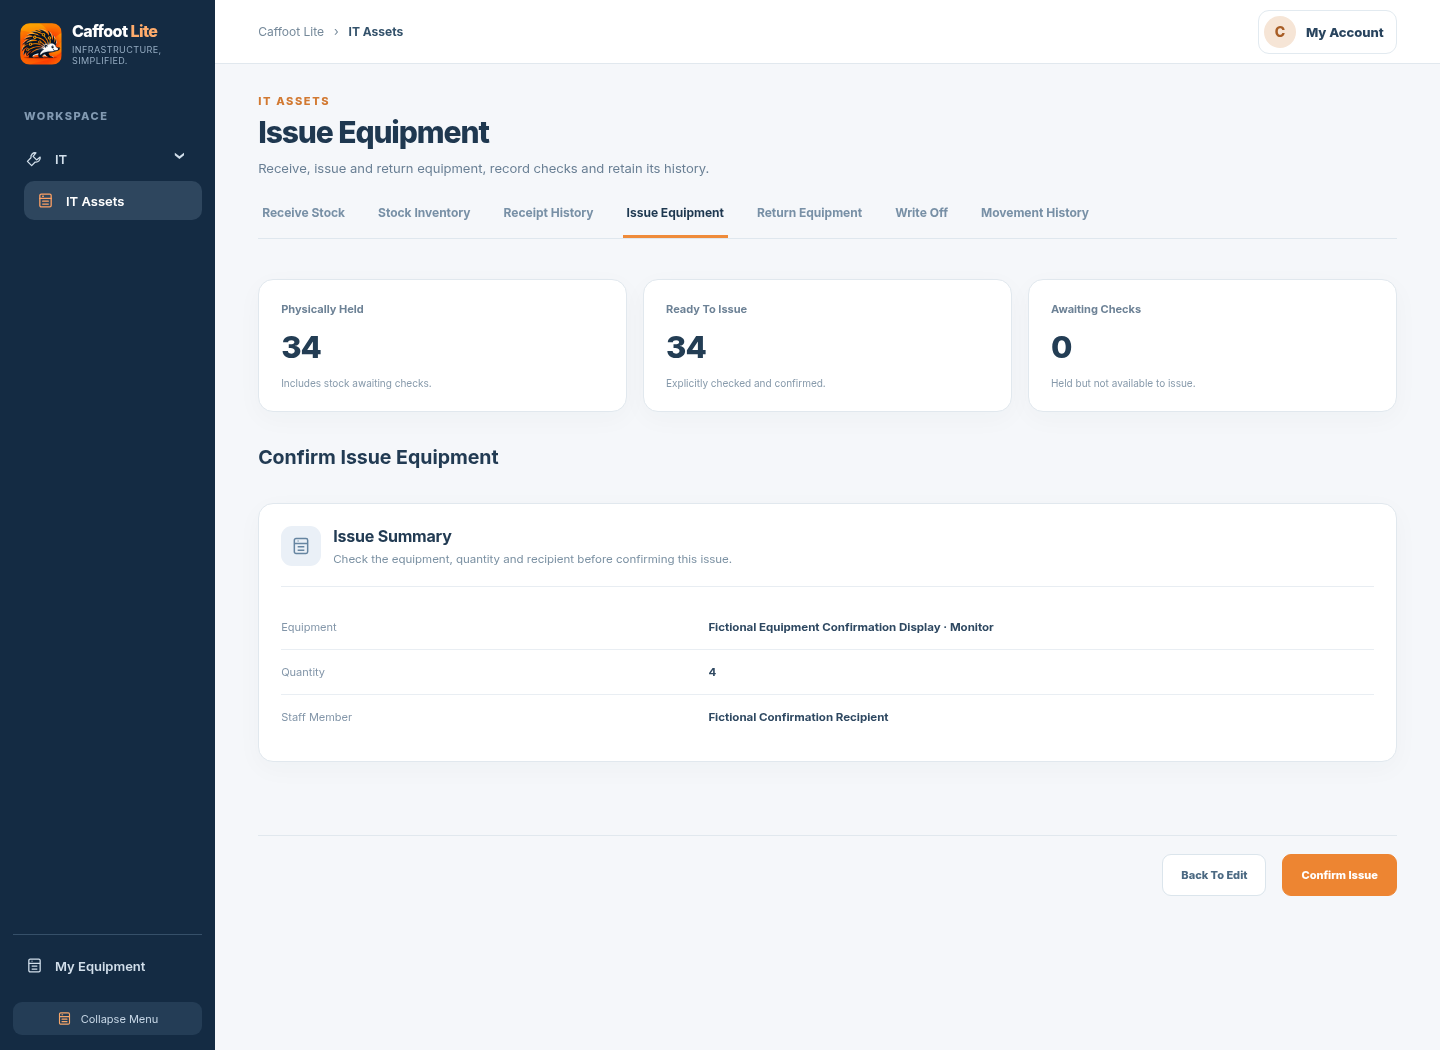 Caffoot Lite
INFRASTRUCTURE,
SIMPLIFIED.
WORKSPACE
IT
IT Assets
My Equipment
Collapse Menu
Caffoot Lite › IT Assets
C My Account
IT ASSETS
Issue Equipment
Receive, issue and return equipment, record checks and retain its history.
Receive Stock Stock Inventory Receipt History Issue Equipment Return Equipment Write Off Movement History
Physically Held
34
Includes stock awaiting checks.
Ready To Issue
34
Explicitly checked and confirmed.
Awaiting Checks
0
Held but not available to issue.
Confirm Issue Equipment
Issue Summary
Check the equipment, quantity and recipient before confirming this issue.
Equipment Fictional Equipment Confirmation Display · Monitor
Quantity 4
Staff Member Fictional Confirmation Recipient
Back To Edit Confirm Issue